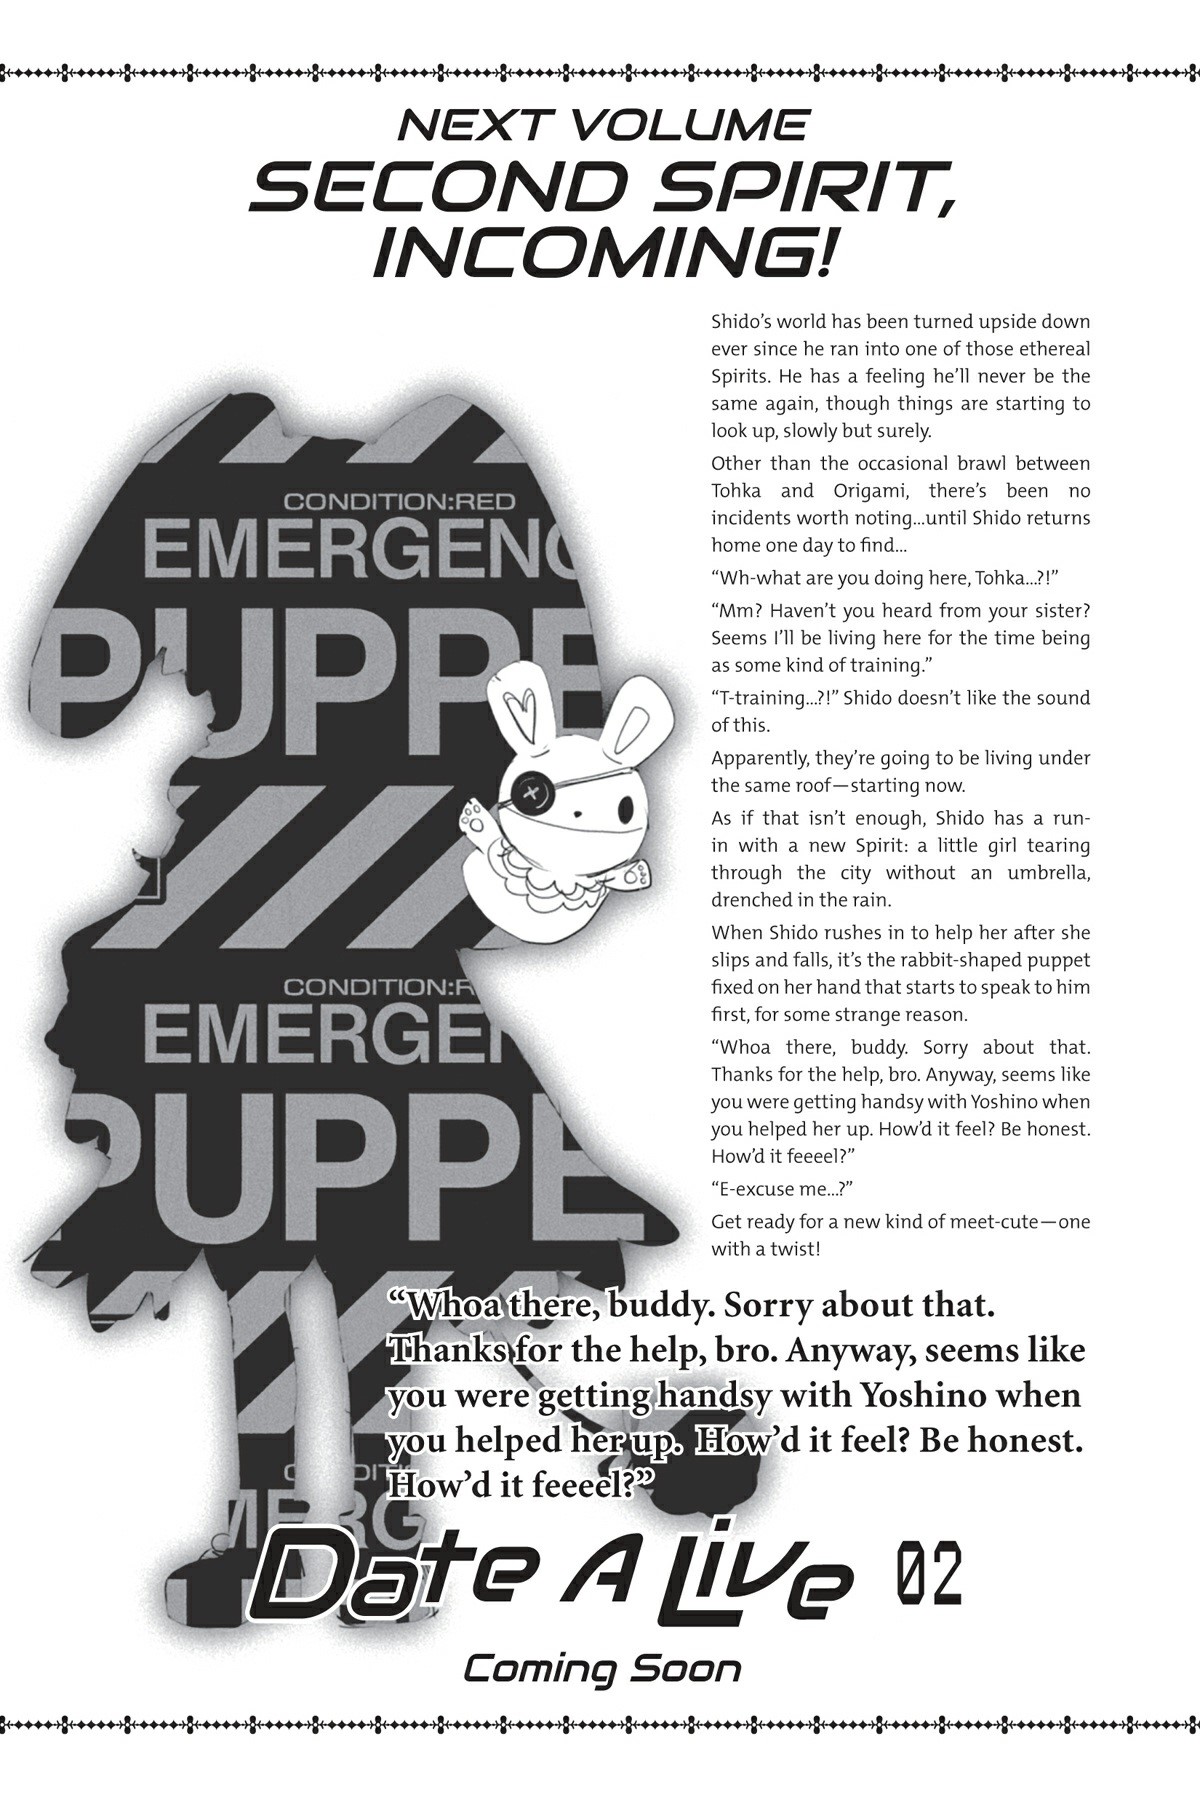 NEXT VOLUME
SECOND SPIRIT,
INCOMING!
Shido’s world has been turned upside down
ever since he ran into one of those ethereal
Spirits. He has a feeling he’ll never be the
same again, though things are starting to
look up, slowly but surely.
Other than the occasional brawl between
Tohka and Origami, there’s been no
incidents worth noting...until Shido returns
home one day to find...
“Wh-what are you doing here, Tohka...?!”
“Mm? Haven’t you heard from your sister?
Seems I’ll be living here for the time being
as some kind of training.”
“T-training...?!” Shido doesn’t like the sound
of this.
Apparently, they’re going to be living under
the same roof—starting now.
As if that isn’t enough, Shido has a run-
in with a new Spirit: a little girl tearing
through the city without an umbrella,
drenched in the rain.
When Shido rushes in to help her after she
slips and falls, it’s the rabbit-shaped puppet
fixed on her hand that starts to speak to him
first, for some strange reason.
“Whoa there, buddy. Sorry about that.
Thanks for the help, bro. Anyway, seems like
you were getting handsy with Yoshino when
you helped her up. How’d it feel? Be honest.
How’d it feeeel?”
“E-excuse me...?”
Get ready for a new kind of meet-cute—one
with a twist!
CONDITION:RED
EMERGENC
PUPPE
CONDITION:R
EMERGEN
PUPPE
CONDITI
MERG
“Whoa there, buddy. Sorry about that.
Thanks for the help, bro. Anyway, seems like
you were getting handsy with Yoshino when
you helped her up. How’d it feel? Be honest.
How’d it feeeel?”
Date A Live 02
Coming Soon